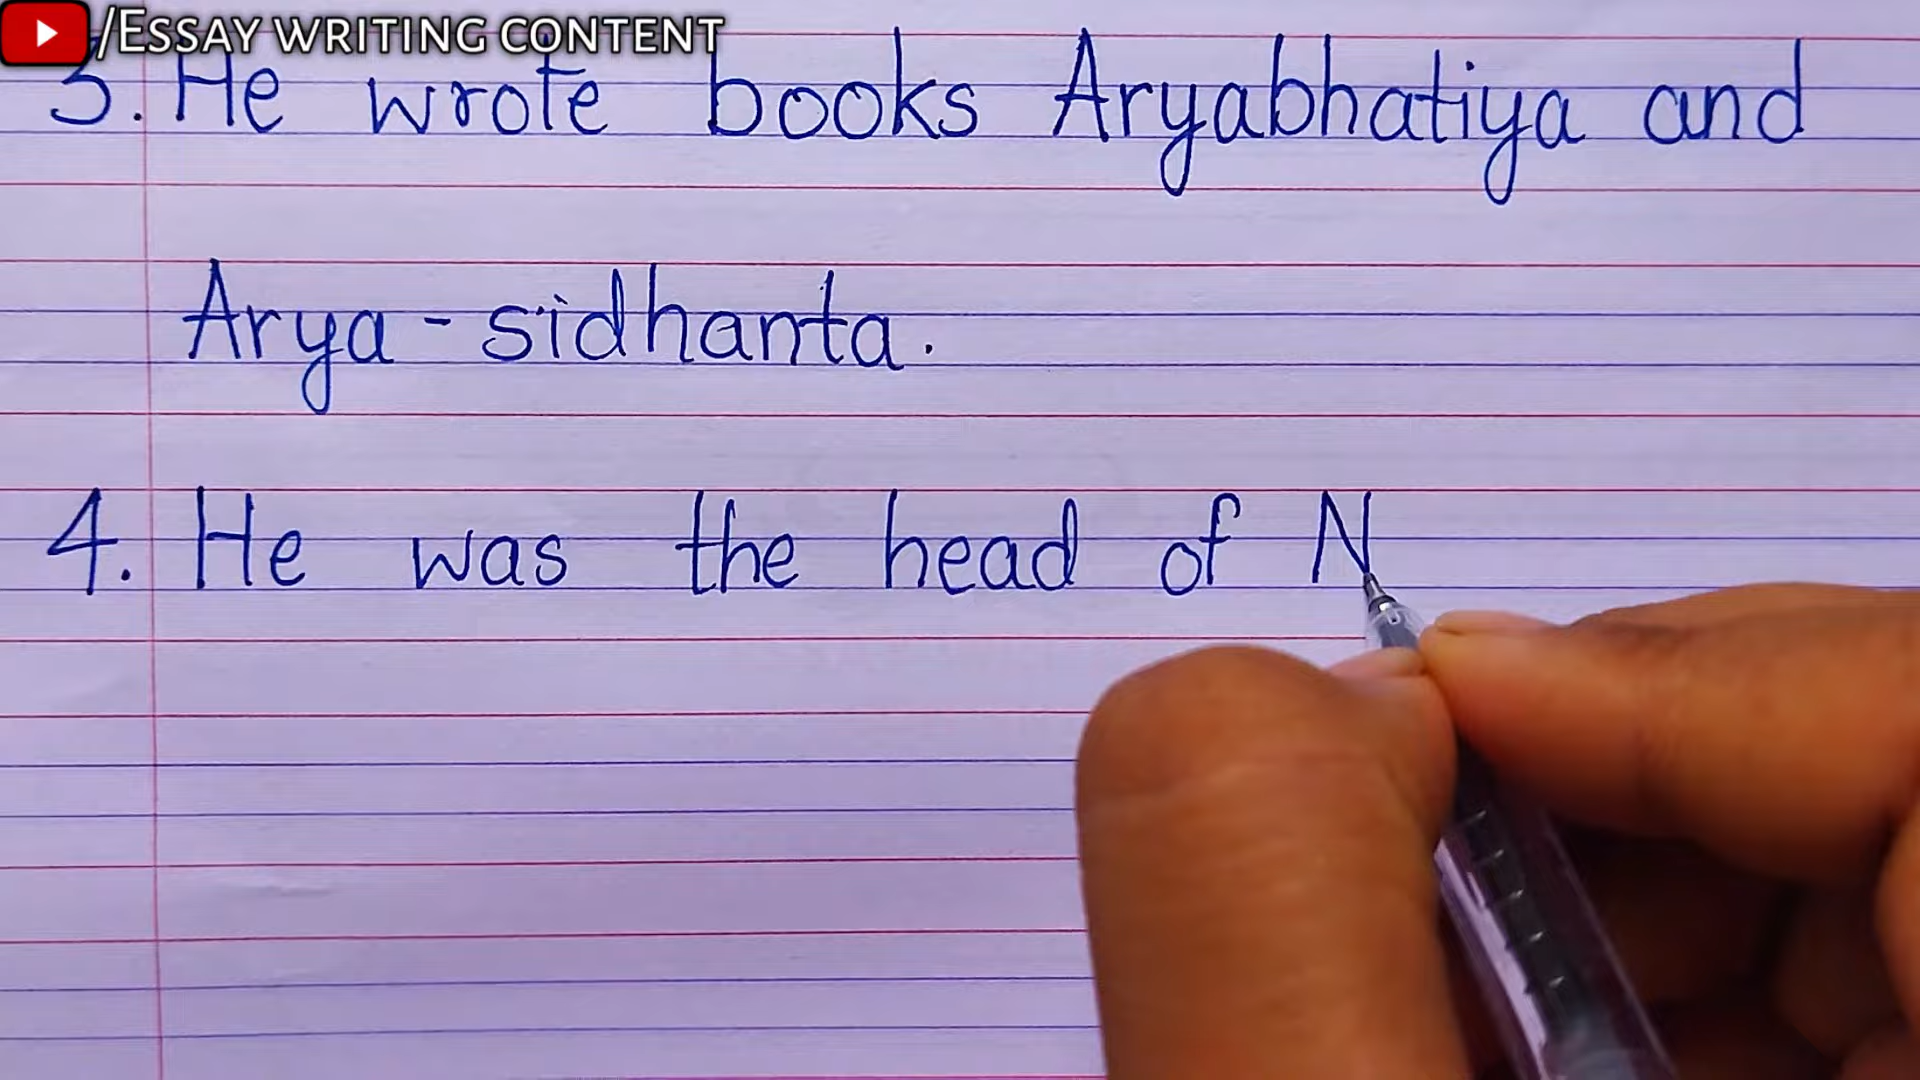 /ESSAY WRITING CONTENT
3. He wrote books Aryabhatiya and
Arya-sidhanta.
4. He was the head of N